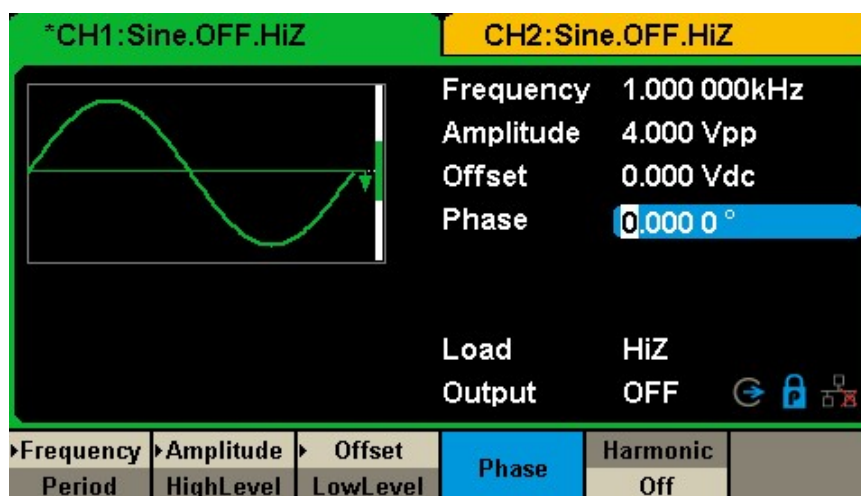 *CH1:Sine.OFF.HiZ CH2:Sine.OFF.HiZ
Frequency 1.000 000kHz
Amplitude 4.000 Vpp
Offset 0.000 Vdc
Phase 0.000 0 °
Load HiZ
Output OFF
Frequency Amplitude Offset Phase Harmonic
Period HighLevel LowLevel Off